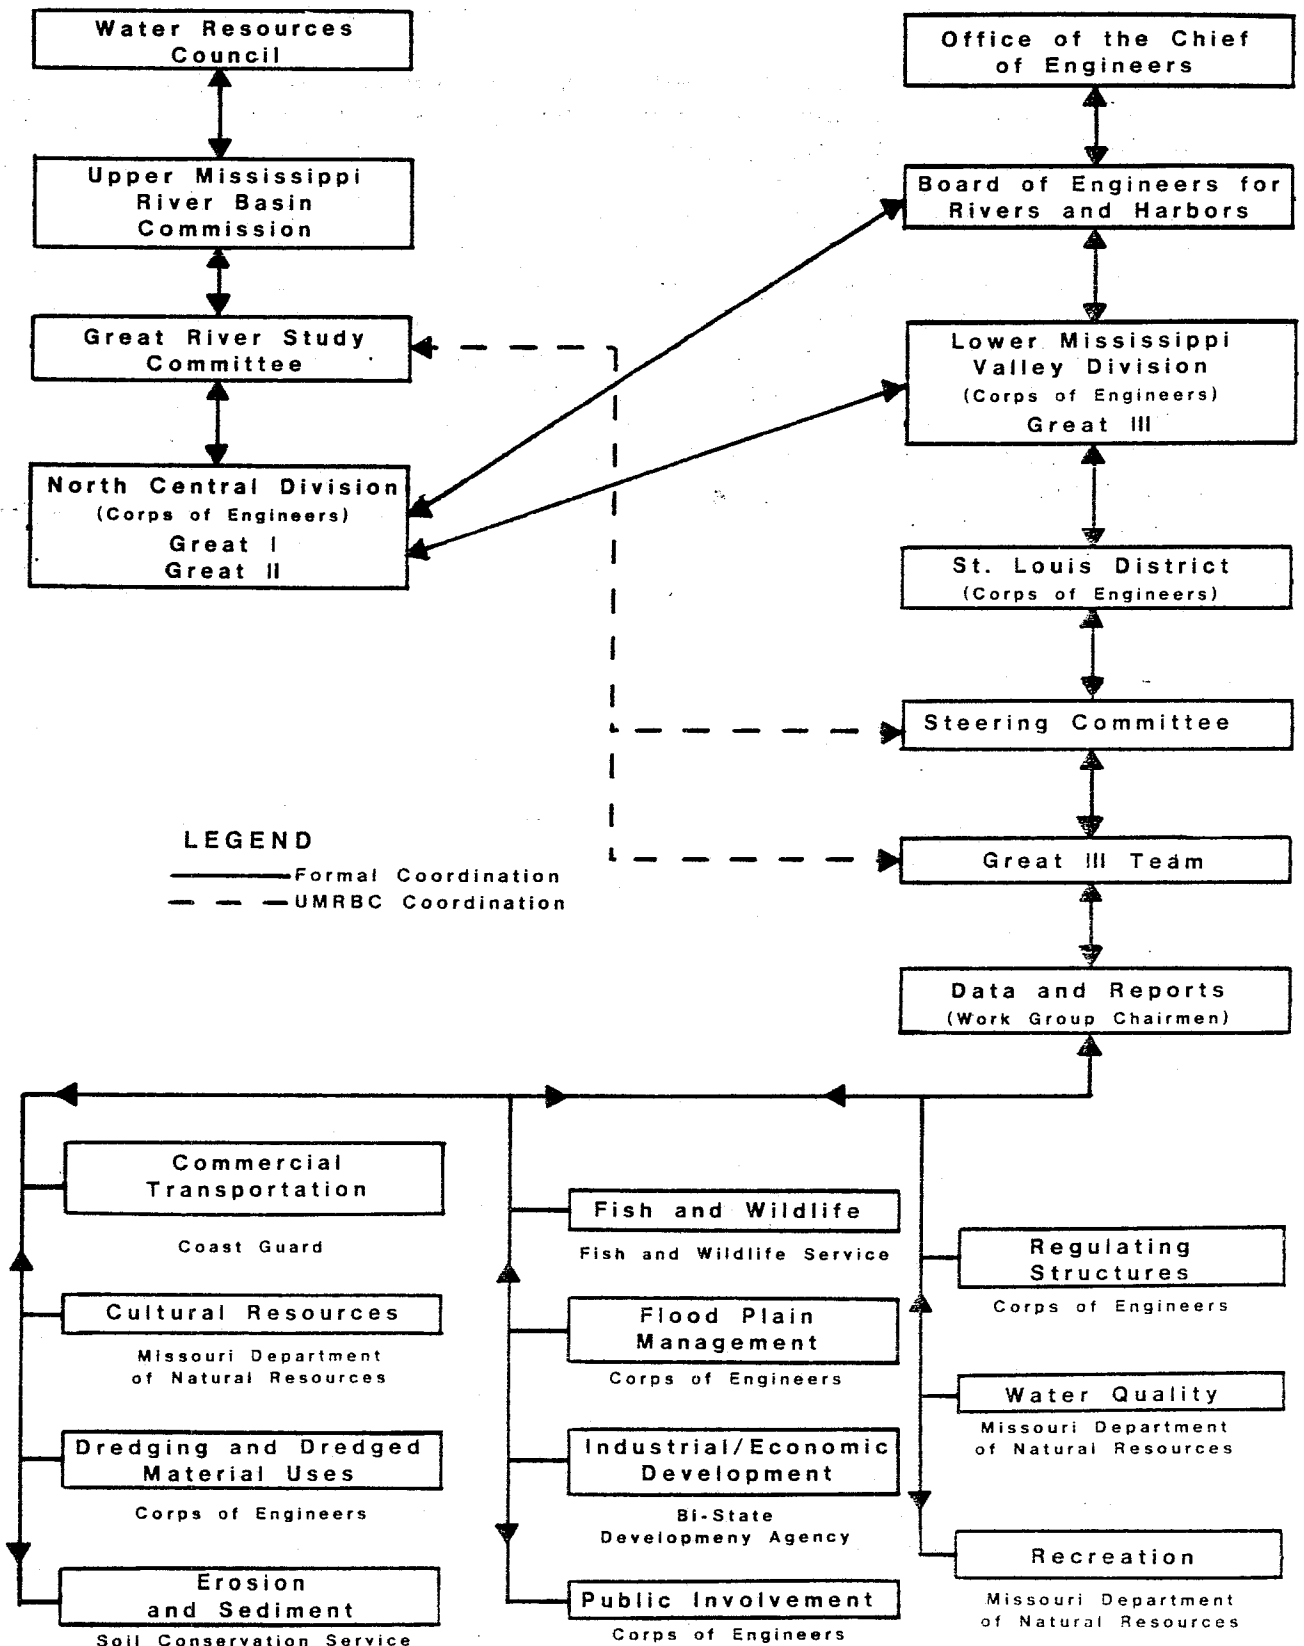 Water Resources
Council
Upper Mississippi
River Basin
Commission
Great River Study
Committee
North Central Division
(Corps of Engineers)
Great I
Great II
Office of the Chief
of Engineers
Board of Engineers for
Rivers and Harbors
Lower Mississippi
Valley Division
(Corps of Engineers)
Great III
St. Louis District
(Corps of Engineers)
Steering Committee
Great III Team
Data and Reports
(Work Group Chairmen)
LEGEND
Formal Coordination
UMRBC Coordination
Commercial
Transportation
Coast Guard
Cultural Resources
Missouri Department
of Natural Resources
Dredging and Dredged
Material Uses
Corps of Engineers
Erosion
and Sediment
Soil Conservation Service
Fish and Wildlife
Fish and Wildlife Service
Flood Plain
Management
Corps of Engineers
Industrial/Economic
Development
Bi-State
Developmeny Agency
Public Involvement
Corps of Engineers
Regulating
Structures
Corps of Engineers
Water Quality
Missouri Department
of Natural Resources
Recreation
Missouri Department
of Natural Resources